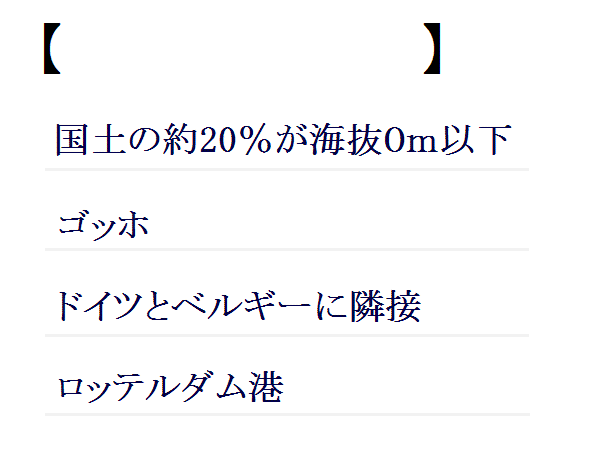 【　　　　　　　　　】
国土の約20%が海抜0m以下
ゴッホ
ドイツとベルギーに隣接
ロッテルダム港